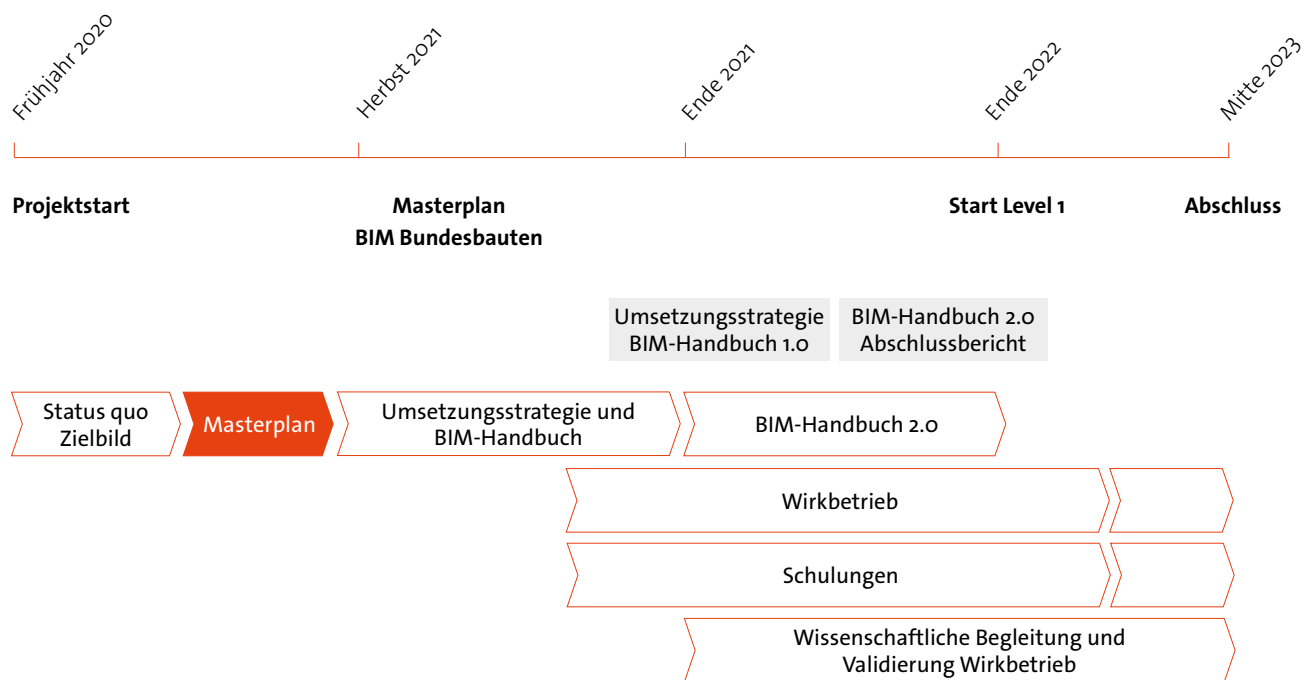 Frühjahr 2020
Herbst 2021
Ende 2021
Ende 2022
Mitte 2023
Projektstart
Masterplan
BIM Bundesbauten
Start Level 1
Abschluss
Umsetzungsstrategie
BIM-Handbuch 1.0
BIM-Handbuch 2.0
Abschlussbericht
Status quo
Zielbild
Masterplan
Umsetzungsstrategie und
BIM-Handbuch
BIM-Handbuch 2.0
Wirkbetrieb
Schulungen
Wissenschaftliche Begleitung und
Validierung Wirkbetrieb